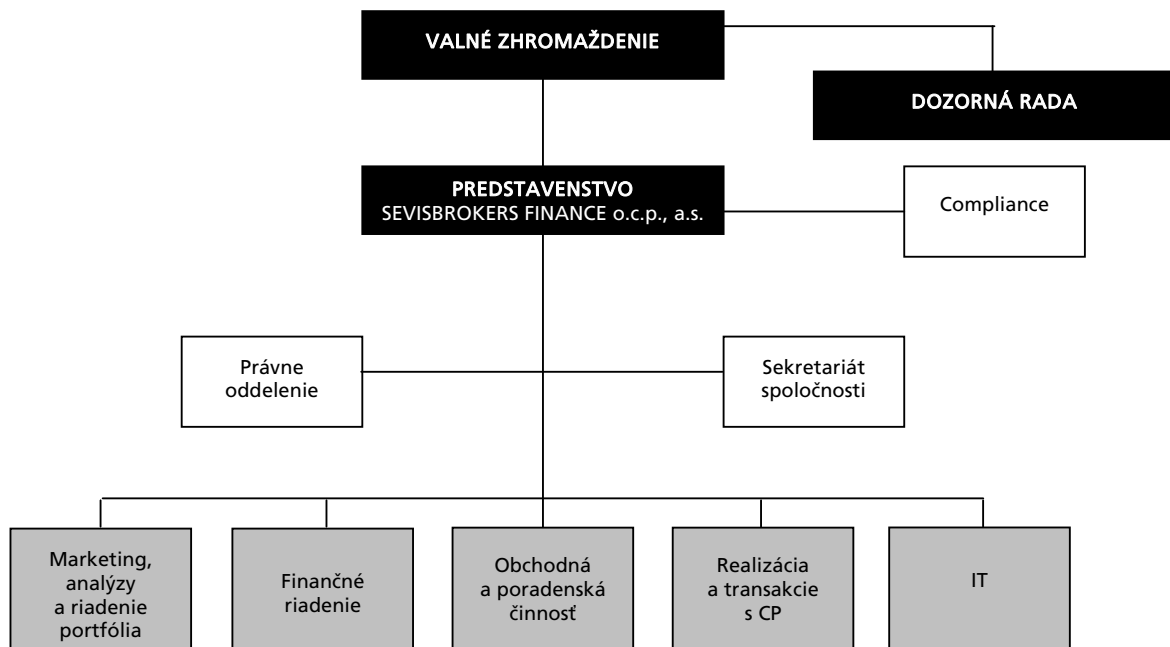 VALNÉ ZHROMAŽDENIE
DOZORNÁ RADA
PREDSTAVENSTVO
SEVISBROKERS FINANCE o.c.p., a.s.
Compliance
Právne
oddelenie
Sekretariát
spoločnosti
Marketing,
analýzy
a riadenie
portfólia
Finančné
riadenie
Obchodná
a poradenská
činnosť
Realizácia
a transakcie
s CP
IT